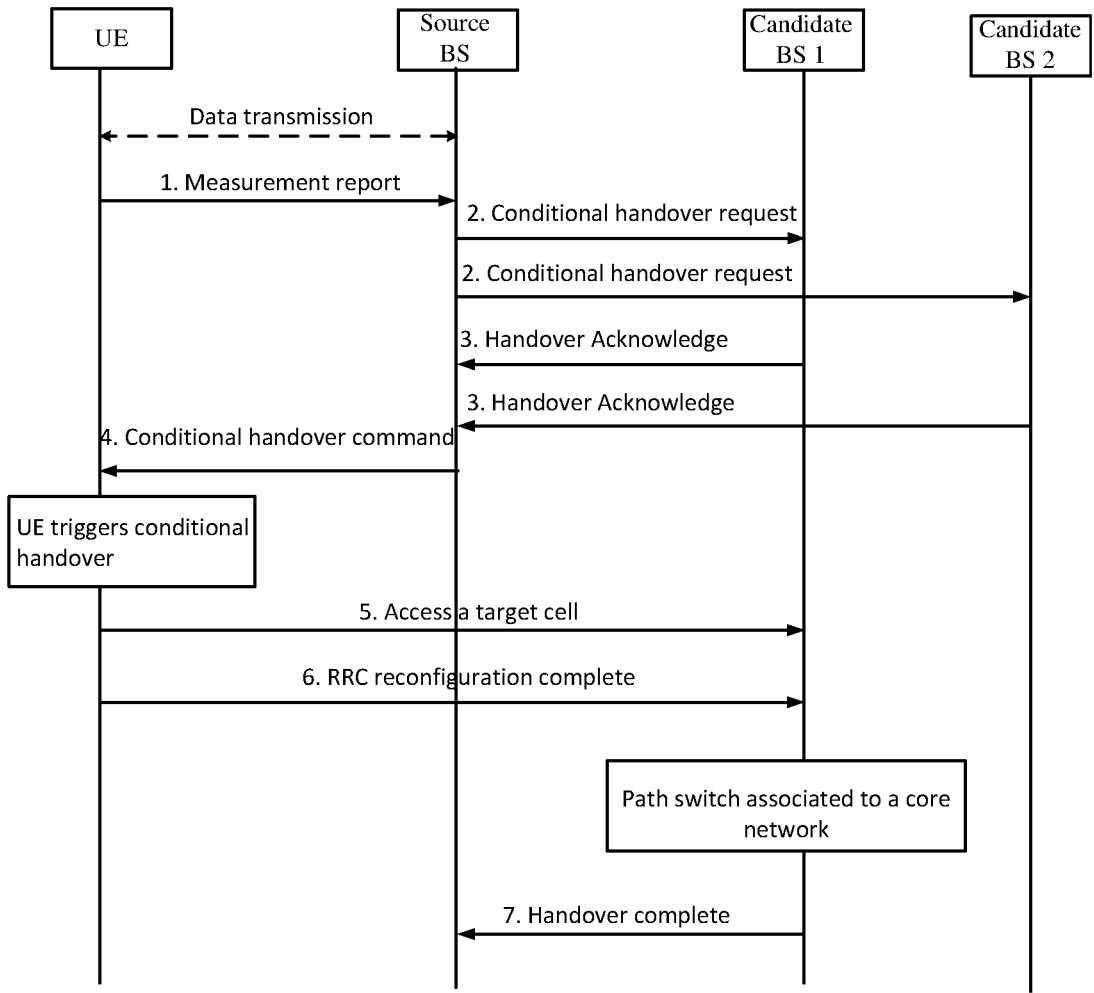 UE
Source
BS
Candidate
BS 1
Candidate
BS 2
Data transmission
1. Measurement report
2. Conditional handover request
2. Conditional handover request
3. Handover Acknowledge
3. Handover Acknowledge
4. Conditional handover command
UE triggers conditional
handover
5. Access a target cell
6. RRC reconfiguration complete
Path switch associated to a core
network
7. Handover complete